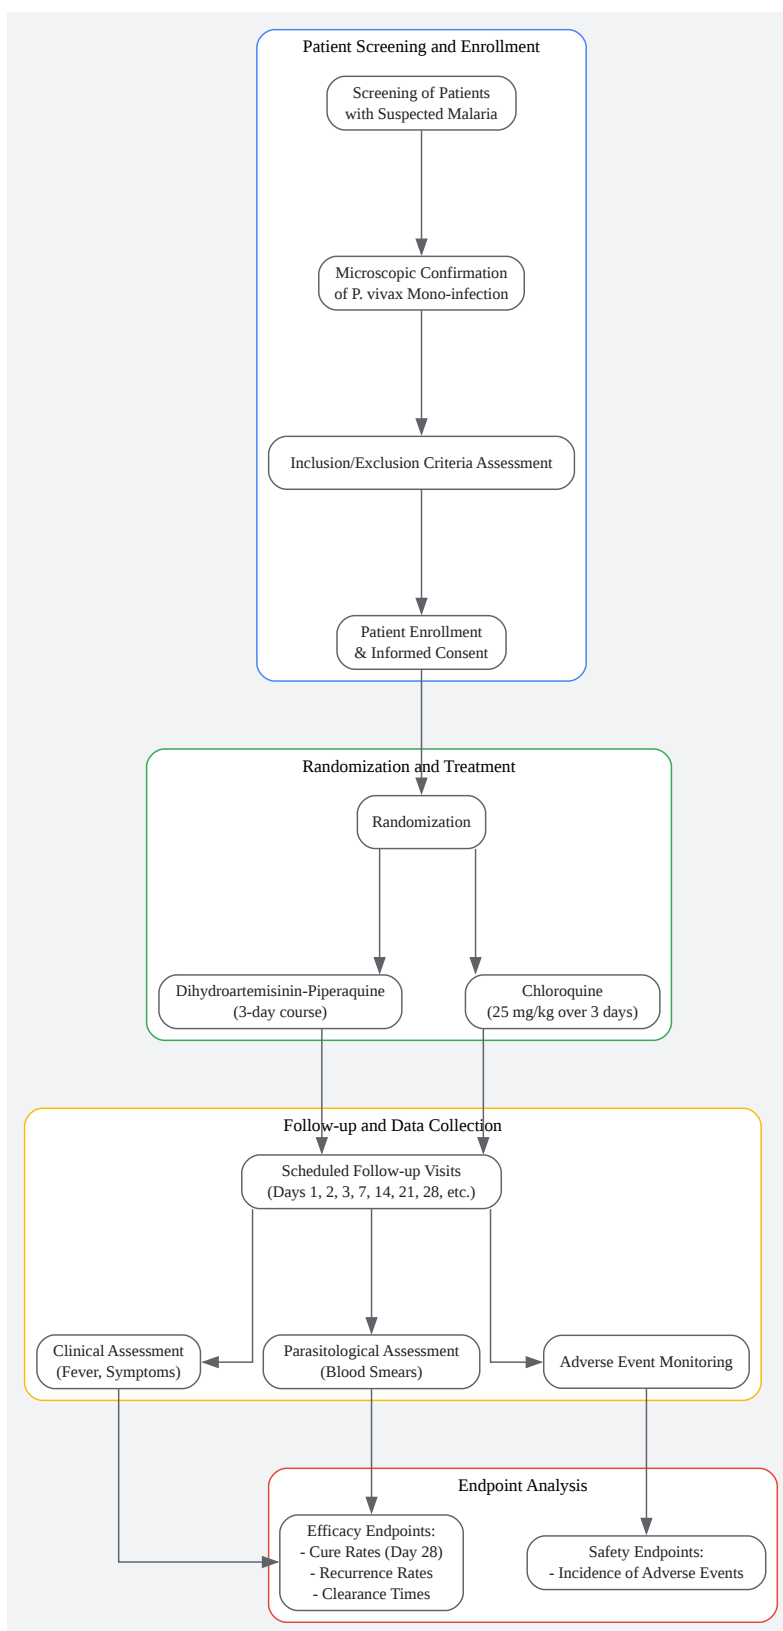 Patient Screening and Enrollment
Screening of Patients
with Suspected Malaria
Microscopic Confirmation
of P. vivax Mono-infection
Inclusion/Exclusion Criteria Assessment
Patient Enrollment
& Informed Consent
Randomization and Treatment
Randomization
Dihydroartemisinin-Piperaquine
(3-day course)
Chloroquine
(25 mg/kg over 3 days)
Follow-up and Data Collection
Scheduled Follow-up Visits
(Days 1, 2, 3, 7, 14, 21, 28, etc.)
Clinical Assessment
(Fever, Symptoms)
Parasitological Assessment
(Blood Smears)
Adverse Event Monitoring
Endpoint Analysis
Efficacy Endpoints:
- Cure Rates (Day 28)
- Recurrence Rates
- Clearance Times
Safety Endpoints:
- Incidence of Adverse Events